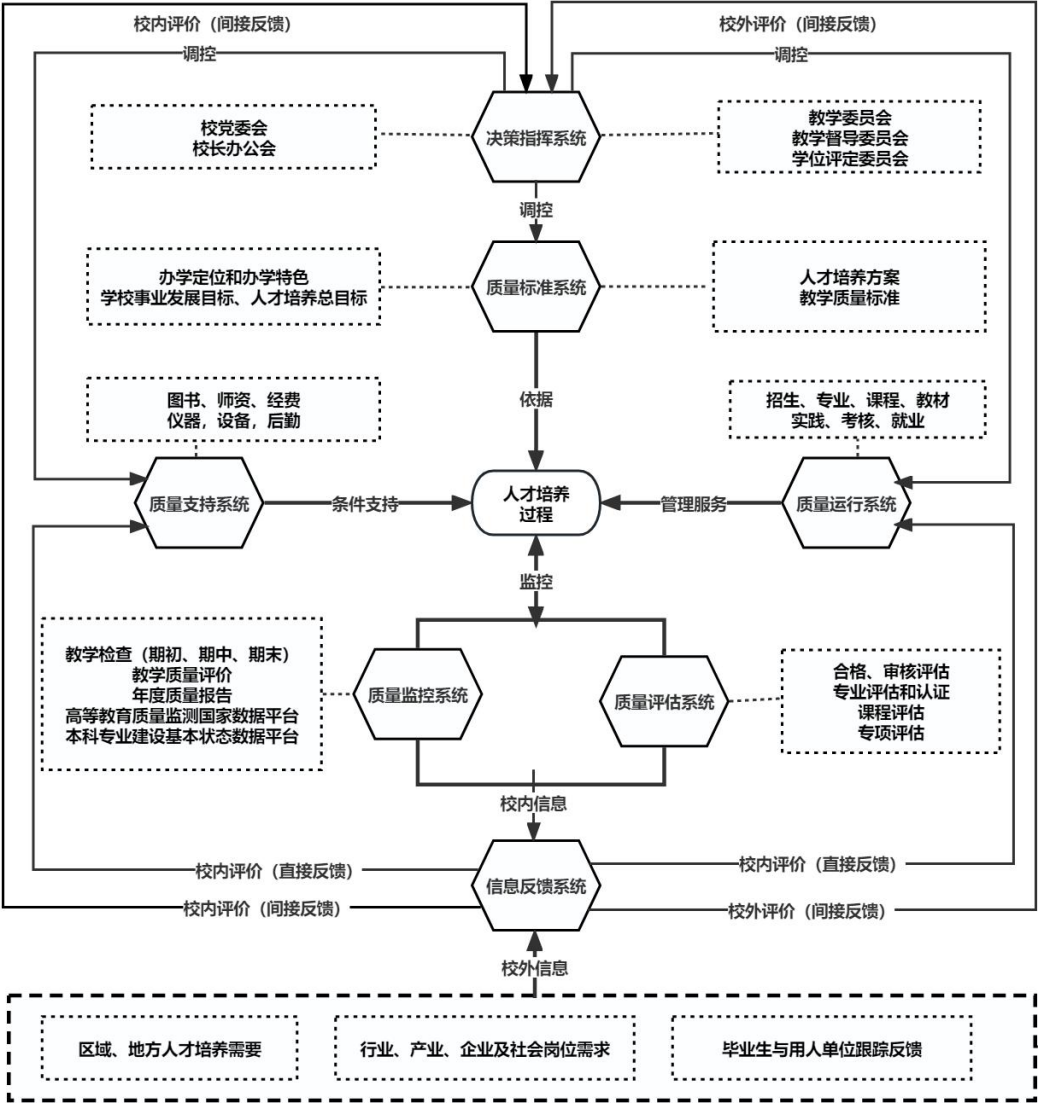 校内评价（间接反馈）
校外评价（间接反馈）
调控
调控
校党委会
校长办公会
决策指挥系统
教学委员会
教学督导委员会
学位评定委员会
调控
办学定位和办学特色
学校事业发展目标、人才培养总目标
质量标准系统
人才培养方案
教学质量标准
依据
图书、师资、经费
仪器，设备，后勤
招生、专业、课程、教材
实践、考核、就业
质量支持系统
条件支持
人才培养
过程
管理服务
质量运行系统
监控
教学检查（期初、期中、期末）
教学质量评价
年度质量报告
高等教育质量监测国家数据平台
本科专业建设基本状态数据平台
质量监控系统
质量评估系统
合格、审核评估
专业评估和认证
课程评估
专项评估
校内信息
校内评价（直接反馈）
校内评价（直接反馈）
信息反馈系统
校内评价（间接反馈）
校外评价（间接反馈）
校外信息
区域、地方人才培养需要
行业、产业、企业及社会岗位需求
毕业生与用人单位跟踪反馈